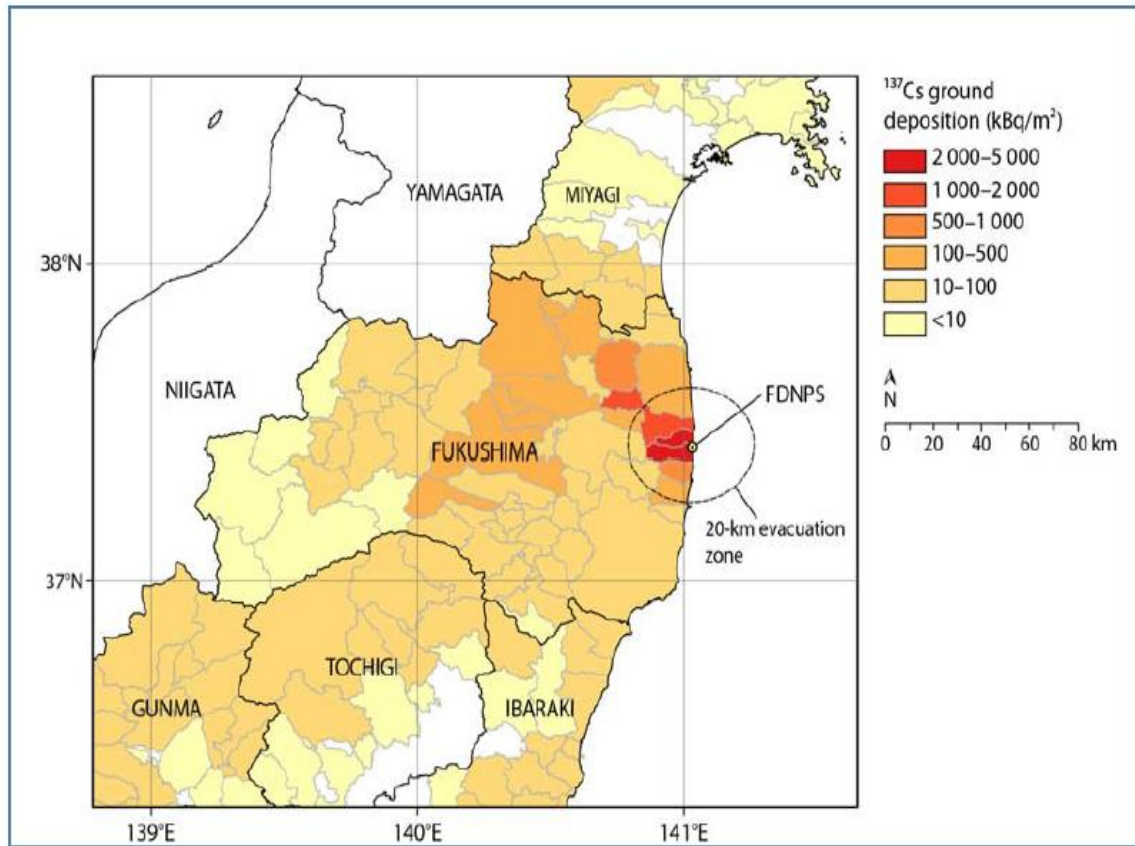 ¹³⁷Cs ground
deposition (kBq/m²)
2 000–5 000
1 000–2 000
500–1 000
100–500
10–100
<10
YAMAGATA
MIYAGI
38°N
NIIGATA
A
N
FDNPS
0 20 40 60 80 km
FUKUSHIMA
20-km evacuation
zone
37°N
TOCHIGI
GUNMA
IBARAKI
139°E
140°E
141°E